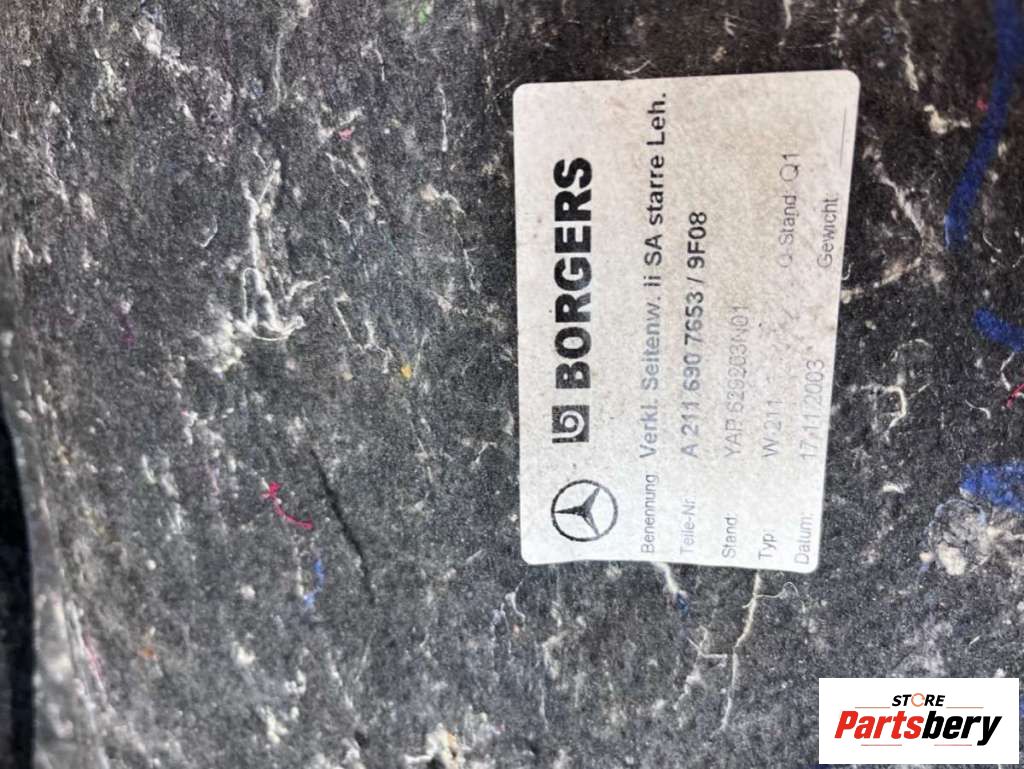 BORGERS
Benennung Verkl. Seitenw. li SA starre Leh.
Teile-Nr. A 211 690 7653 / 9F08
Stand: YAP 629203N01
Typ: W 211 Q.Stand: Q1
Datum: 17.11.2003 Gewicht:
STORE
Partsbery